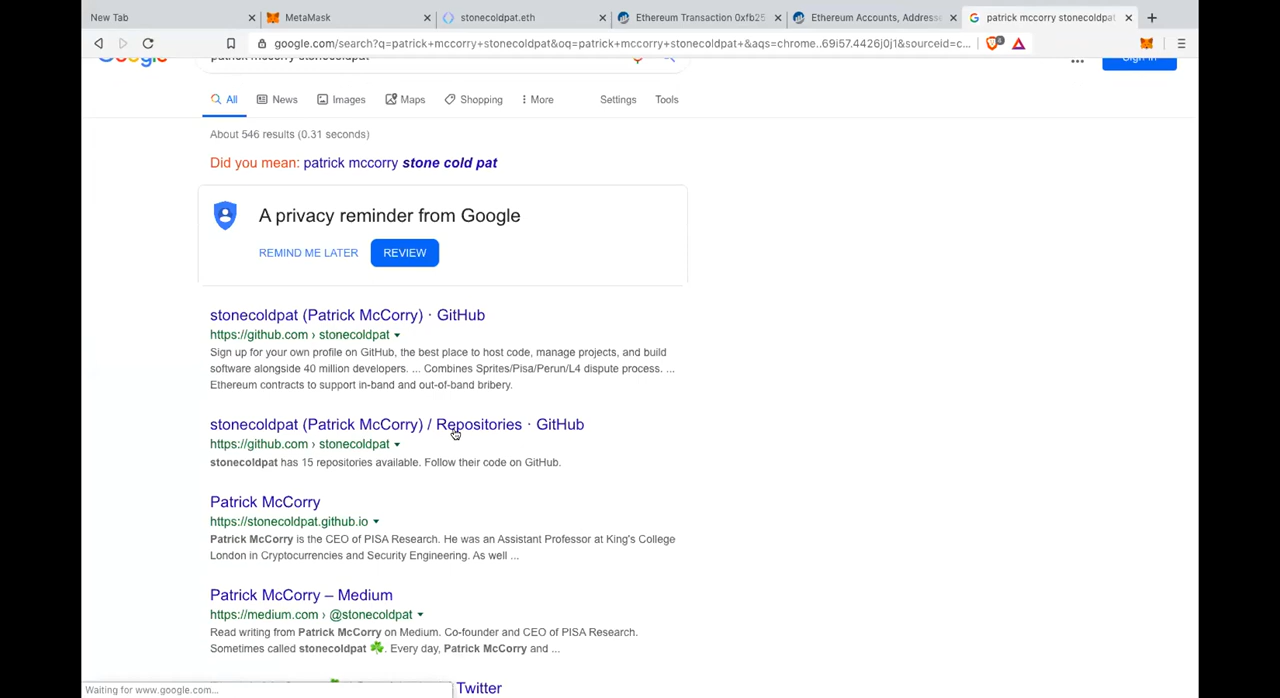 New Tab
MetaMask
stonecoldpat.eth
Ethereum Transaction 0xfb25
Ethereum Accounts, Addresse
patrick mccorry stonecoldpat
google.com/search?q=patrick+mccorry+stonecoldpat&oq=patrick+mccorry+stonecoldpat+&aqs=chrome..69i57.4426j0j1&sourceid=c...
6
Google
patrick mccorry stonecoldpat
Sign in
All
News
Images
Maps
Shopping
More
Settings
Tools
About 546 results (0.31 seconds)
Did you mean: patrick mccorry stone cold pat
A privacy reminder from Google
REMIND ME LATER
REVIEW
stonecoldpat (Patrick McCorry) · GitHub
https://github.com › stonecoldpat
Sign up for your own profile on GitHub, the best place to host code, manage projects, and build
software alongside 40 million developers. ... Combines Sprites/Pisa/Perun/L4 dispute process. ...
Ethereum contracts to support in-band and out-of-band bribery.
stonecoldpat (Patrick McCorry) / Repositories · GitHub
https://github.com › stonecoldpat
stonecoldpat has 15 repositories available. Follow their code on GitHub.
Patrick McCorry
https://stonecoldpat.github.io
Patrick McCorry is the CEO of PISA Research. He was an Assistant Professor at King's College
London in Cryptocurrencies and Security Engineering. As well ...
Patrick McCorry – Medium
https://medium.com › @stonecoldpat
Read writing from Patrick McCorry on Medium. Co-founder and CEO of PISA Research.
Sometimes called stonecoldpat ☘️. Every day, Patrick McCorry and ...
Twitter
Waiting for www.google.com...